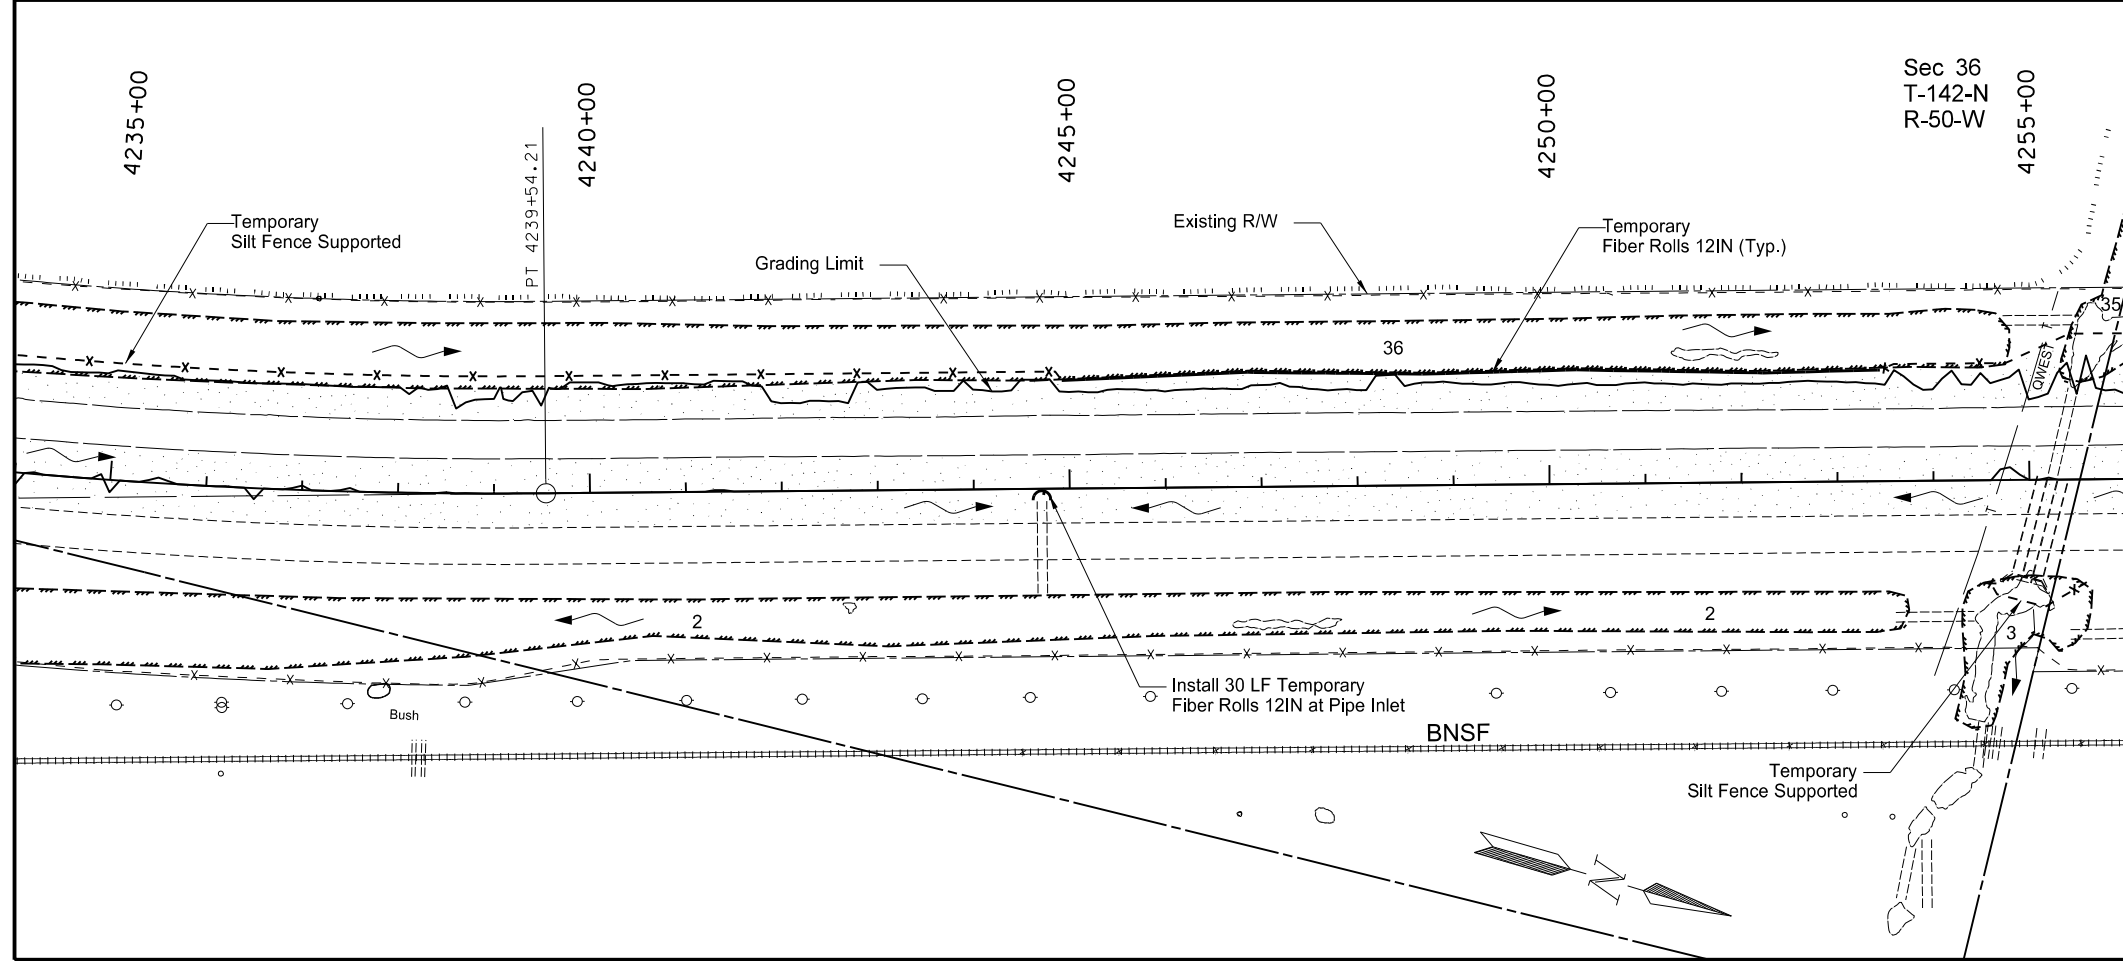 Sec 36
T-142-N
R-50-W
4235+00
4240+00
4245+00
4250+00
4255+00
PT 4239+54.21
Temporary
Silt Fence Supported
Grading Limit
Existing R/W
Temporary
Fiber Rolls 12IN (Typ.)
35
36
QWEST
2
2
3
Install 30 LF Temporary
Fiber Rolls 12IN at Pipe Inlet
Bush
BNSF
Temporary
Silt Fence Supported
N